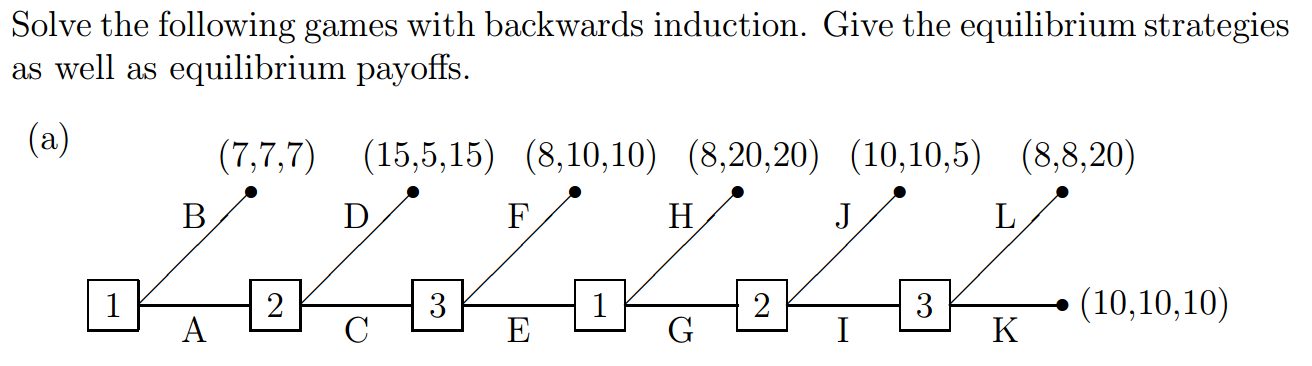 Solve the following games with backwards induction. Give the equilibrium strategies
as well as equilibrium payoffs.
(a)
(7,7,7) (15,5,15) (8,10,10) (8,20,20) (10,10,5) (8,8,20)
B D F H J L
1 2 3 1 2 3 (10,10,10)
A C E G I K